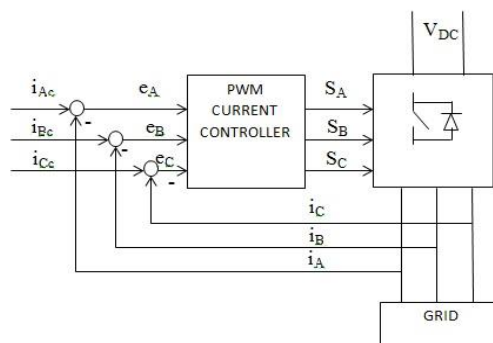 V_DC
i_Ac e_A PWM CURRENT CONTROLLER S_A
-
i_Bc e_B S_B
-
i_Cc e_C S_C
-
i_C
i_B
i_A
GRID